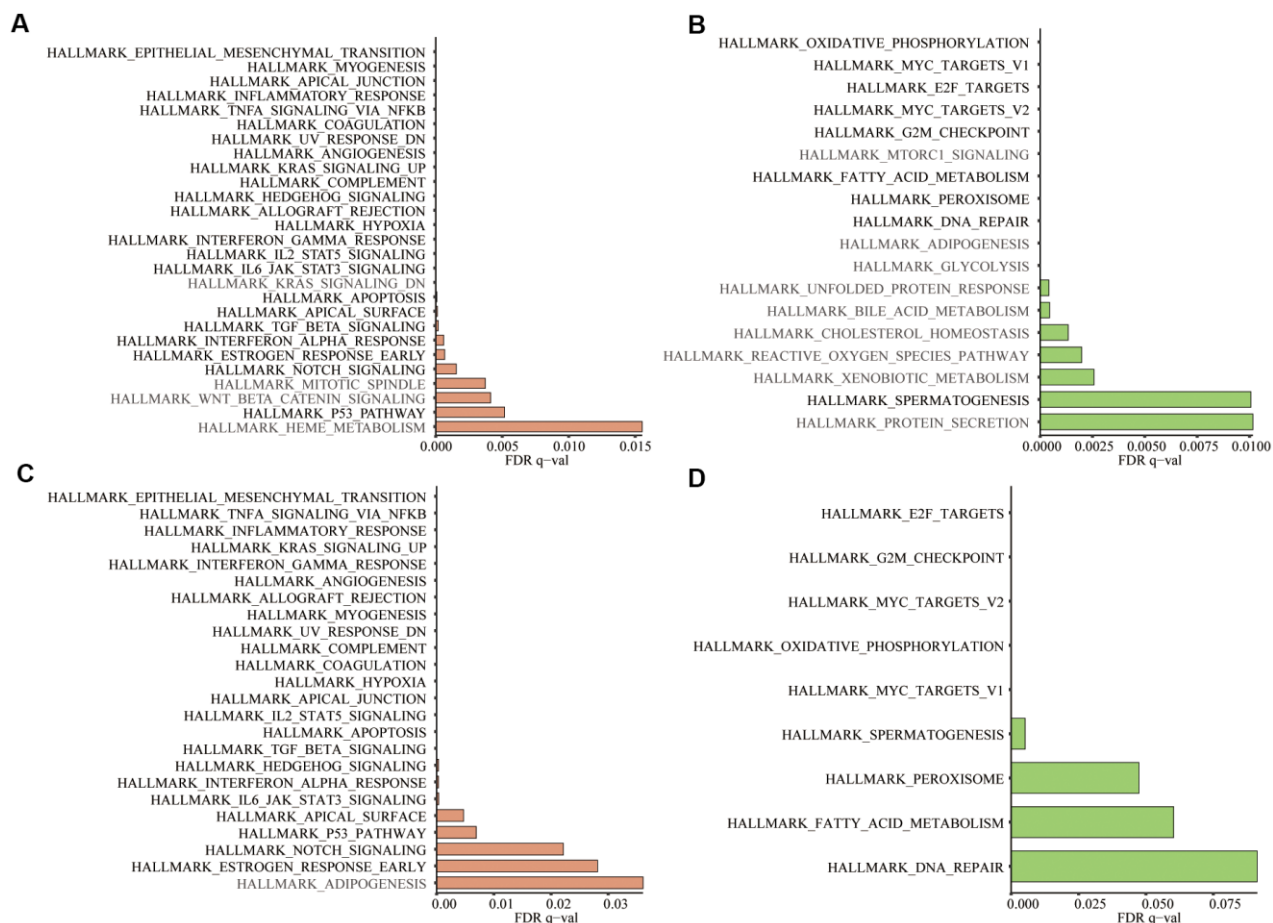 A
HALLMARK_EPITHELIAL_MESENCHYMAL_TRANSITION
HALLMARK_MYOGENESIS
HALLMARK_APICAL_JUNCTION
HALLMARK_INFLAMMATORY_RESPONSE
HALLMARK_TNFA_SIGNALING_VIA_NFKB
HALLMARK_COAGULATION
HALLMARK_UV_RESPONSE_DN
HALLMARK_ANGIOGENESIS
HALLMARK_KRAS_SIGNALING_UP
HALLMARK_COMPLEMENT
HALLMARK_HEDGEHOG_SIGNALING
HALLMARK_ALLOGRAFT_REJECTION
HALLMARK_HYPOXIA
HALLMARK_INTERFERON_GAMMA_RESPONSE
HALLMARK_IL2_STAT5_SIGNALING
HALLMARK_IL6_JAK_STAT3_SIGNALING
HALLMARK_KRAS_SIGNALING_DN
HALLMARK_APOPTOSIS
HALLMARK_APICAL_SURFACE
HALLMARK_TGF_BETA_SIGNALING
HALLMARK_INTERFERON_ALPHA_RESPONSE
HALLMARK_ESTROGEN_RESPONSE_EARLY
HALLMARK_NOTCH_SIGNALING
HALLMARK_MITOTIC_SPINDLE
HALLMARK_WNT_BETA_CATENIN_SIGNALING
HALLMARK_P53_PATHWAY
HALLMARK_HEME_METABOLISM
0.000 0.005 0.010 0.015
FDR q-val
B
HALLMARK_OXIDATIVE_PHOSPHORYLATION
HALLMARK_MYC_TARGETS_V1
HALLMARK_E2F_TARGETS
HALLMARK_MYC_TARGETS_V2
HALLMARK_G2M_CHECKPOINT
HALLMARK_MTORC1_SIGNALING
HALLMARK_FATTY_ACID_METABOLISM
HALLMARK_PEROXISOME
HALLMARK_DNA_REPAIR
HALLMARK_ADIPOGENESIS
HALLMARK_GLYCOLYSIS
HALLMARK_UNFOLDED_PROTEIN_RESPONSE
HALLMARK_BILE_ACID_METABOLISM
HALLMARK_CHOLESTEROL_HOMEOSTASIS
HALLMARK_REACTIVE_OXYGEN_SPECIES_PATHWAY
HALLMARK_XENOBIOTIC_METABOLISM
HALLMARK_SPERMATOGENESIS
HALLMARK_PROTEIN_SECRETION
0.0000 0.0025 0.0050 0.0075 0.0100
FDR q-val
C
HALLMARK_EPITHELIAL_MESENCHYMAL_TRANSITION
HALLMARK_TNFA_SIGNALING_VIA_NFKB
HALLMARK_INFLAMMATORY_RESPONSE
HALLMARK_KRAS_SIGNALING_UP
HALLMARK_INTERFERON_GAMMA_RESPONSE
HALLMARK_ANGIOGENESIS
HALLMARK_ALLOGRAFT_REJECTION
HALLMARK_MYOGENESIS
HALLMARK_UV_RESPONSE_DN
HALLMARK_COMPLEMENT
HALLMARK_COAGULATION
HALLMARK_HYPOXIA
HALLMARK_APICAL_JUNCTION
HALLMARK_IL2_STAT5_SIGNALING
HALLMARK_APOPTOSIS
HALLMARK_TGF_BETA_SIGNALING
HALLMARK_HEDGEHOG_SIGNALING
HALLMARK_INTERFERON_ALPHA_RESPONSE
HALLMARK_IL6_JAK_STAT3_SIGNALING
HALLMARK_APICAL_SURFACE
HALLMARK_P53_PATHWAY
HALLMARK_NOTCH_SIGNALING
HALLMARK_ESTROGEN_RESPONSE_EARLY
HALLMARK_ADIPOGENESIS
0.00 0.01 0.02 0.03
FDR q-val
D
HALLMARK_E2F_TARGETS
HALLMARK_G2M_CHECKPOINT
HALLMARK_MYC_TARGETS_V2
HALLMARK_OXIDATIVE_PHOSPHORYLATION
HALLMARK_MYC_TARGETS_V1
HALLMARK_SPERMATOGENESIS
HALLMARK_PEROXISOME
HALLMARK_FATTY_ACID_METABOLISM
HALLMARK_DNA_REPAIR
0.000 0.025 0.050 0.075
FDR q-val